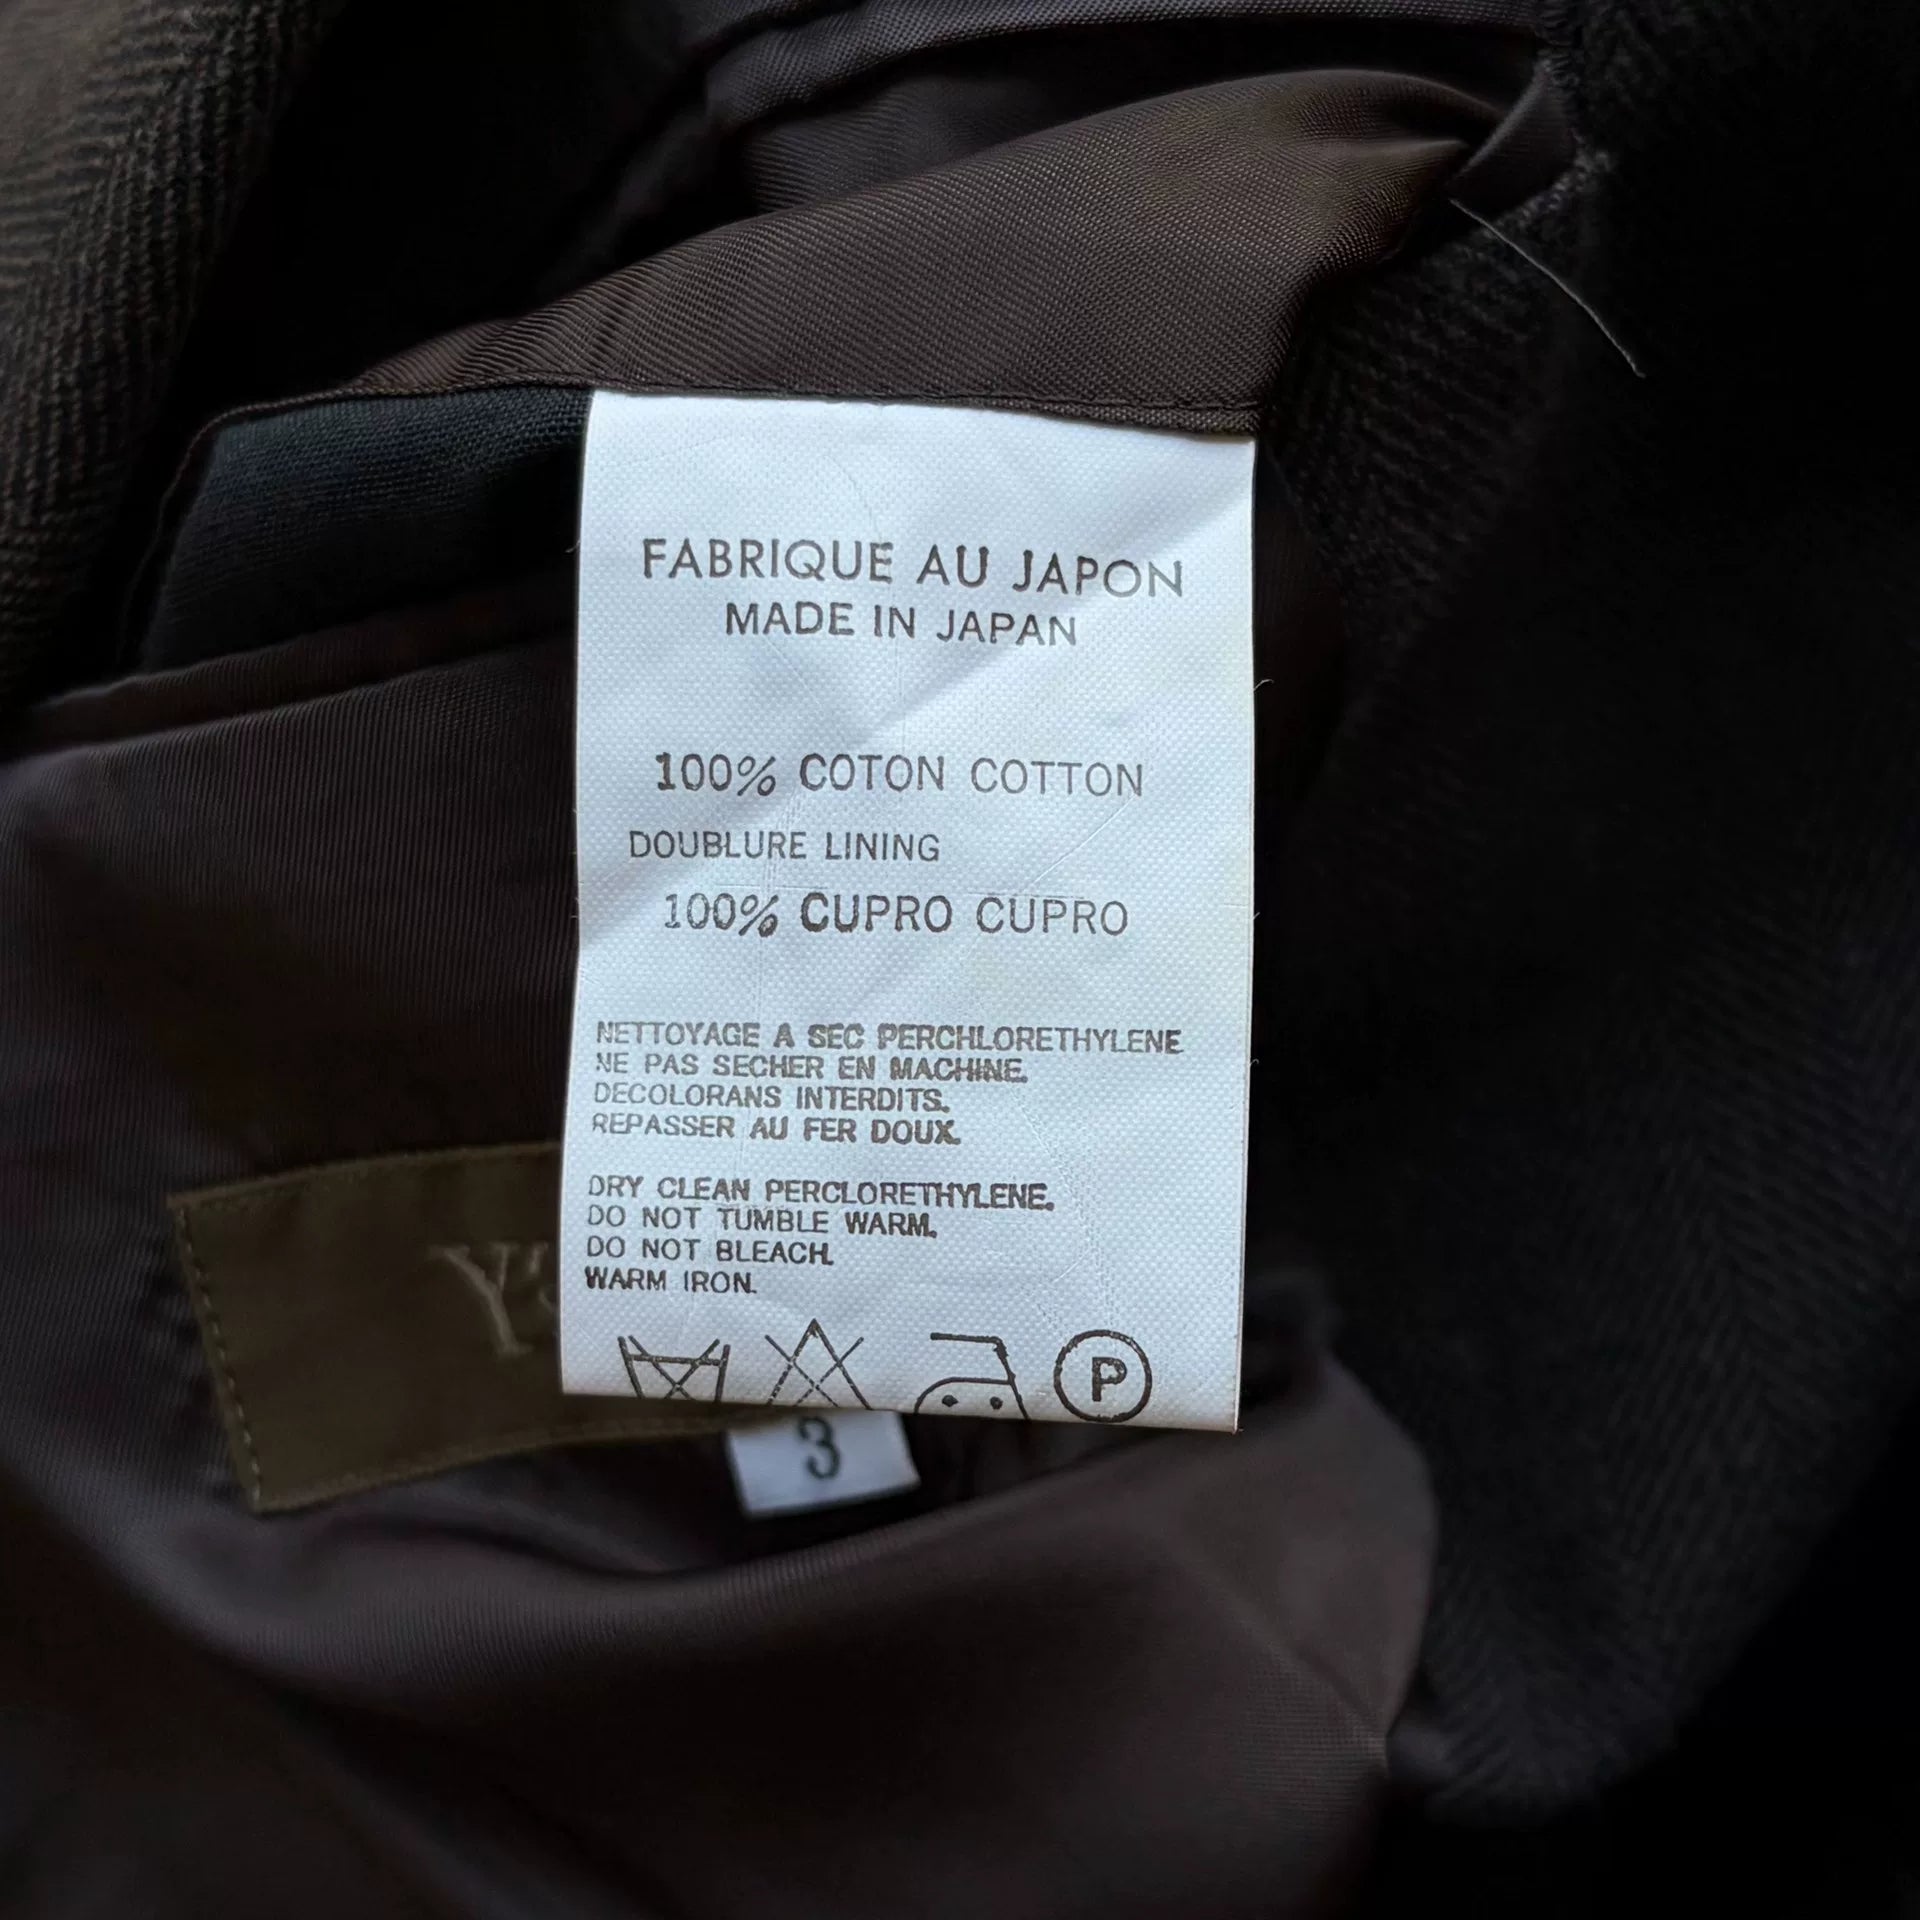 FABRIQUE AU JAPON
MADE IN JAPAN
100% COTON COTTON
DOUBLURE LINING
100% CUPRO CUPRO
NETTOYAGE A SEC PERCHLORETHYLENE
NE PAS SECHER EN MACHINE.
DECOLORANS INTERDITS.
REPASSER AU FER DOUX.
DRY CLEAN PERCLORETHYLENE.
DO NOT TUMBLE WARM.
DO NOT BLEACH.
WARM IRON.
P
Y's
3